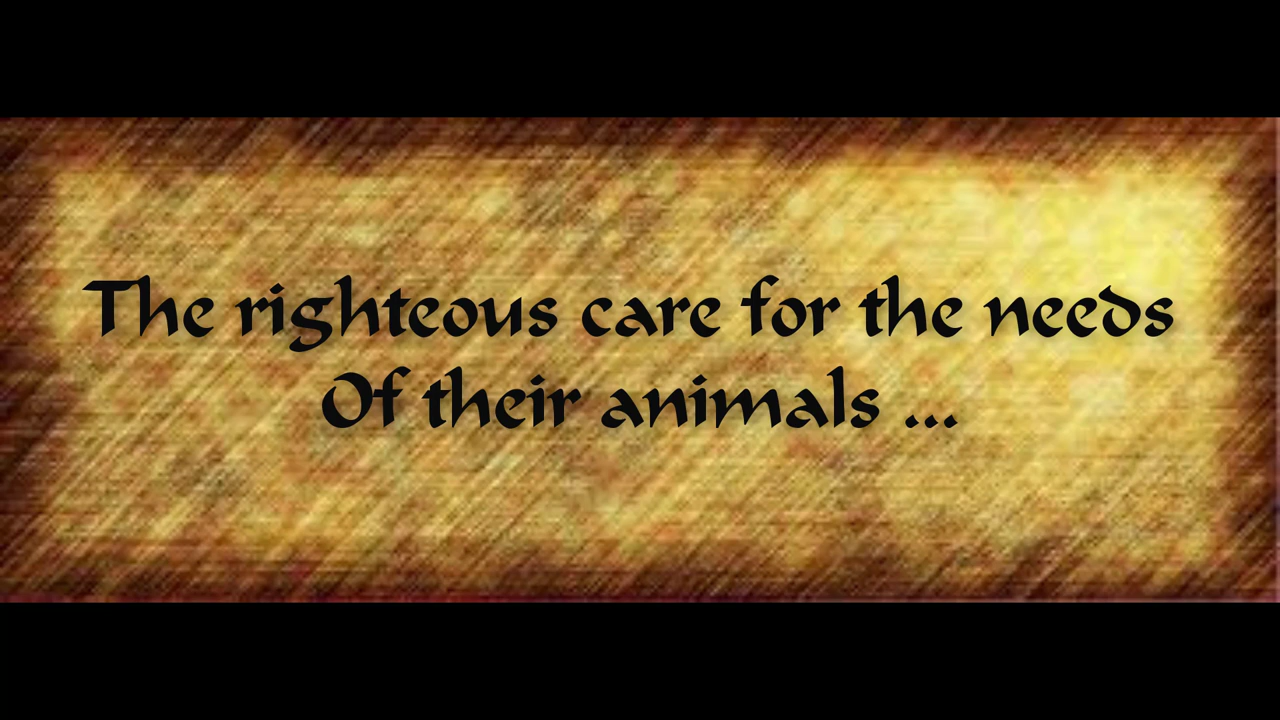 The righteous care for the needs
Of their animals ...